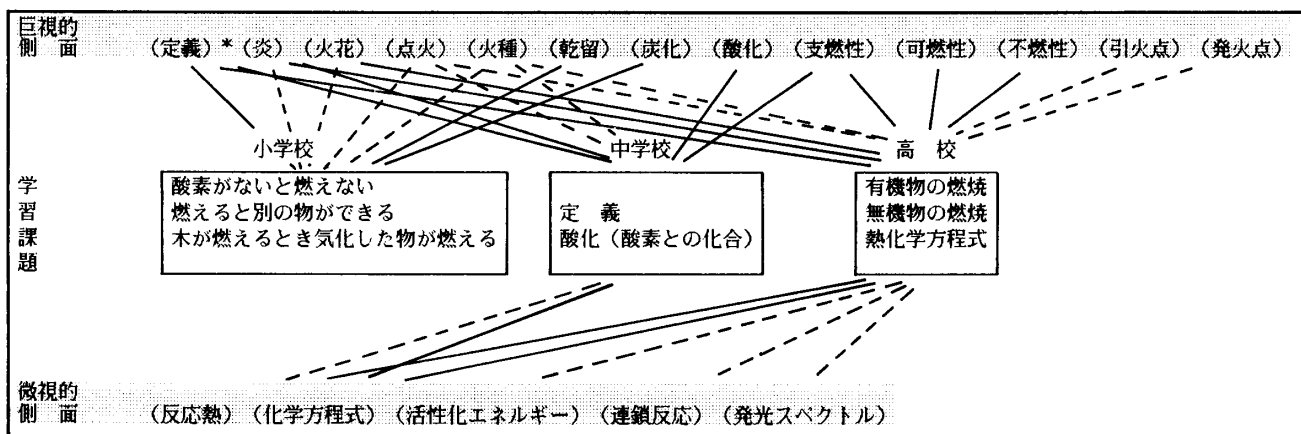 巨視的
側　面　（定義）*（炎）（火花）（点火）（火種）（乾留）（炭化）（酸化）（支燃性）（可燃性）（不燃性）（引火点）（発火点）
小学校　中学校　高　校
学習課題
酸素がないと燃えない
燃えると別の物ができる
木が燃えるとき気化した物が燃える
定　義
酸化（酸素との化合）
有機物の燃焼
無機物の燃焼
熱化学方程式
微視的
側　面　（反応熱）（化学方程式）（活性化エネルギー）（連鎖反応）（発光スペクトル）